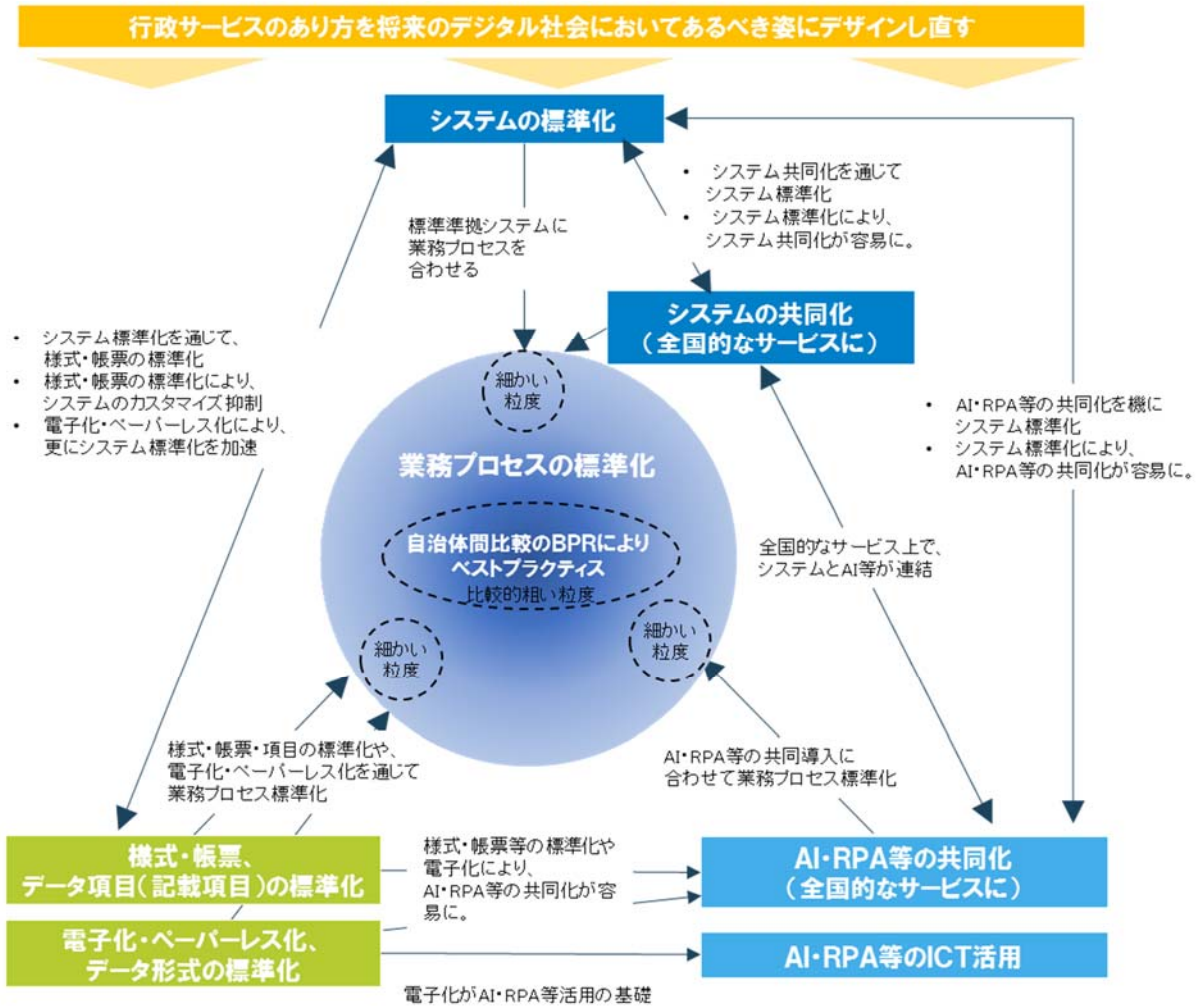 行政サービスのあり方を将来のデジタル社会においてあるべき姿にデザインし直す
システムの標準化
• システム共同化を通じて
システム標準化
• システム標準化により、
システム共同化が容易に。
標準準拠システムに
業務プロセスを
合わせる
システムの共同化
（全国的なサービスに）
• システム標準化を通じて、
様式・帳票の標準化
• 様式・帳票の標準化により、
システムのカスタマイズ抑制
• 電子化・ペーパーレス化により、
更にシステム標準化を加速
細かい
粒度
業務プロセスの標準化
• AI・RPA等の共同化を機に
システム標準化
• システム標準化により、
AI・RPA等の共同化が容易に。
自治体間比較のBPRにより
ベストプラクティス
比較的粗い粒度
全国的なサービス上で、
システムとAI等が連結
細かい
粒度
細かい
粒度
様式・帳票・項目の標準化や、
電子化・ペーパーレス化を通じて
業務プロセス標準化
AI・RPA等の共同導入に
合わせて業務プロセス標準化
様式・帳票、
データ項目（記載項目）の標準化
様式・帳票等の標準化や
電子化により、
AI・RPA等の共同化が容
易に。
AI・RPA等の共同化
（全国的なサービスに）
電子化・ペーパーレス化、
データ形式の標準化
AI・RPA等のICT活用
電子化がAI・RPA等活用の基礎